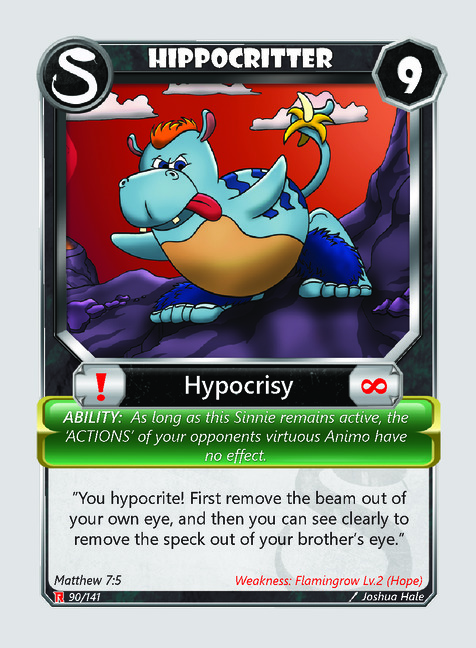 S
HIPPOCRITTER
9
!
Hypocrisy
∞
ABILITY: As long as this Sinnie remains active, the
'ACTIONS' of your opponents virtuous Animo have
no effect.
"You hypocrite! First remove the beam out of
your own eye, and then you can see clearly to
remove the speck out of your brother's eye."
Matthew 7:5
Weakness: Flamingrow Lv.2 (Hope)
R 90/141
Joshua Hale